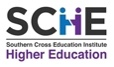 SCHE
Southern Cross Education Institute
Higher Education